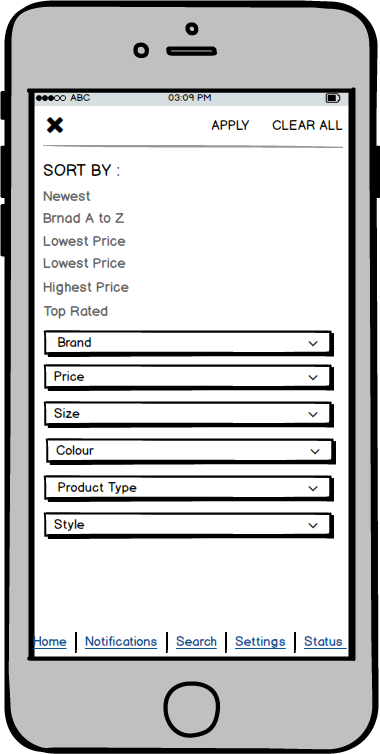 ABC 03:09 PM
APPLY CLEAR ALL
SORT BY :
Newest
Brnad A to Z
Lowest Price
Lowest Price
Highest Price
Top Rated
Brand
Price
Size
Colour
Product Type
Style
Home | Notifications | Search | Settings | Status